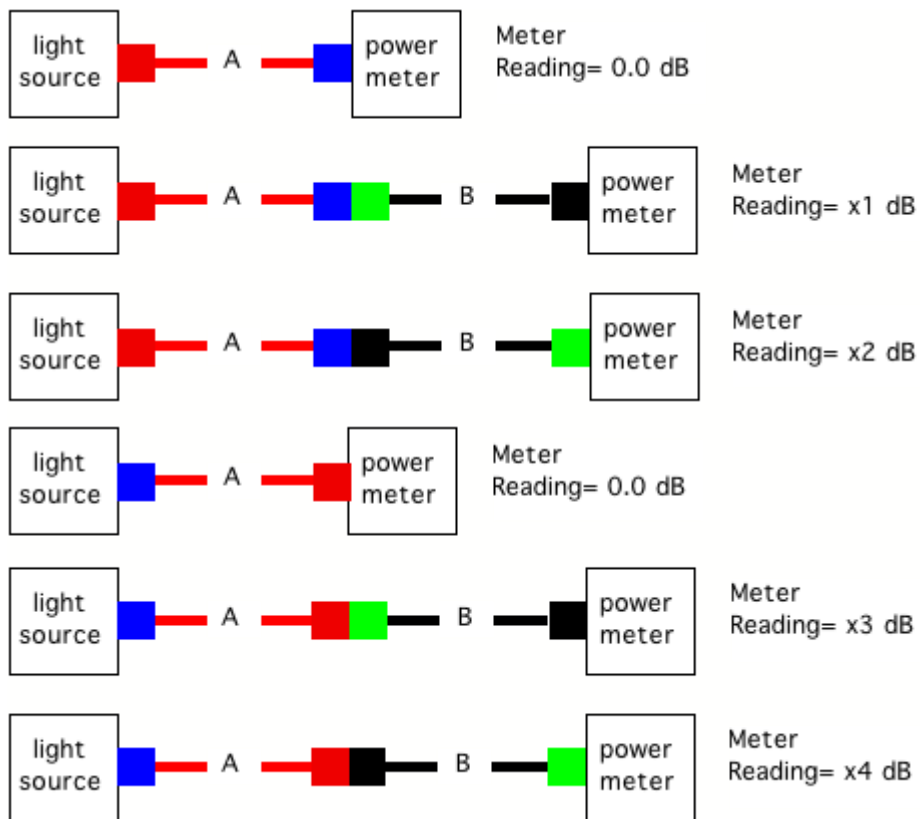 light
source
A
power
meter
Meter
Reading= 0.0 dB
light
source
A
B
power
meter
Meter
Reading= x1 dB
light
source
A
B
power
meter
Meter
Reading= x2 dB
light
source
A
power
meter
Meter
Reading= 0.0 dB
light
source
A
B
power
meter
Meter
Reading= x3 dB
light
source
A
B
power
meter
Meter
Reading= x4 dB